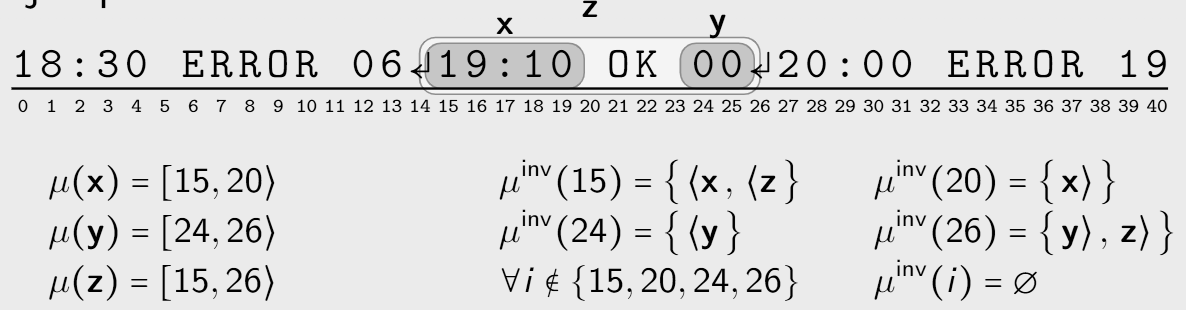 z
x y
18:30 ERROR 06↲19:10 OK 00↲20:00 ERROR 19
0 1 2 3 4 5 6 7 8 9 10 11 12 13 14 15 16 17 18 19 20 21 22 23 24 25 26 27 28 29 30 31 32 33 34 35 36 37 38 39 40
μ(x) = [15,20⟩ μ^inv(15) = {⟨x, ⟨z} μ^inv(20) = {x⟩}
μ(y) = [24,26⟩ μ^inv(24) = {⟨y} μ^inv(26) = {y⟩, z⟩}
μ(z) = [15,26⟩ ∀i ∉ {15,20,24,26} μ^inv(i) = ∅